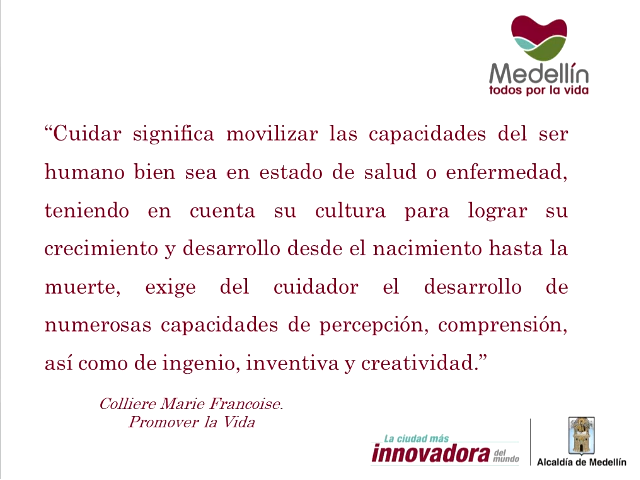 Medellín
todos por la vida
“Cuidar significa movilizar las capacidades del ser
humano bien sea en estado de salud o enfermedad,
teniendo en cuenta su cultura para lograr su
crecimiento y desarrollo desde el nacimiento hasta la
muerte, exige del cuidador el desarrollo de
numerosas capacidades de percepción, comprensión,
así como de ingenio, inventiva y creatividad.”
Colliere Marie Francoise.
Promover la Vida
La ciudad más
innovadora del
mundo
Alcaldía de Medellín